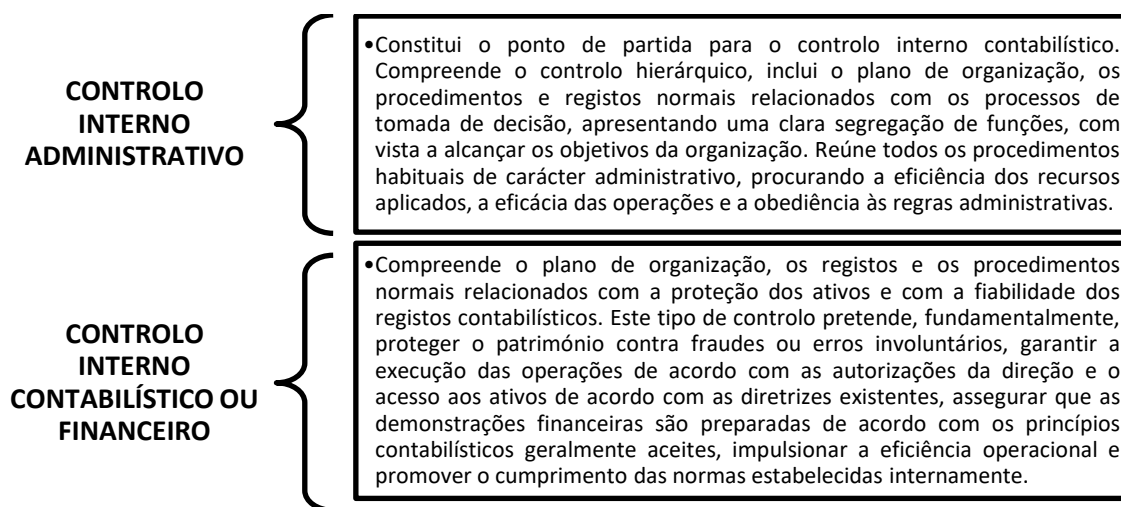 CONTROLO
INTERNO
ADMINISTRATIVO
•Constitui o ponto de partida para o controlo interno contabilístico.
Compreende o controlo hierárquico, inclui o plano de organização, os
procedimentos e registos normais relacionados com os processos de
tomada de decisão, apresentando uma clara segregação de funções, com
vista a alcançar os objetivos da organização. Reúne todos os procedimentos
habituais de carácter administrativo, procurando a eficiência dos recursos
aplicados, a eficácia das operações e a obediência às regras administrativas.
CONTROLO
INTERNO
CONTABILÍSTICO OU
FINANCEIRO
•Compreende o plano de organização, os registos e os procedimentos
normais relacionados com a proteção dos ativos e com a fiabilidade dos
registos contabilísticos. Este tipo de controlo pretende, fundamentalmente,
proteger o património contra fraudes ou erros involuntários, garantir a
execução das operações de acordo com as autorizações da direção e o
acesso aos ativos de acordo com as diretrizes existentes, assegurar que as
demonstrações financeiras são preparadas de acordo com os princípios
contabilísticos geralmente aceites, impulsionar a eficiência operacional e
promover o cumprimento das normas estabelecidas internamente.